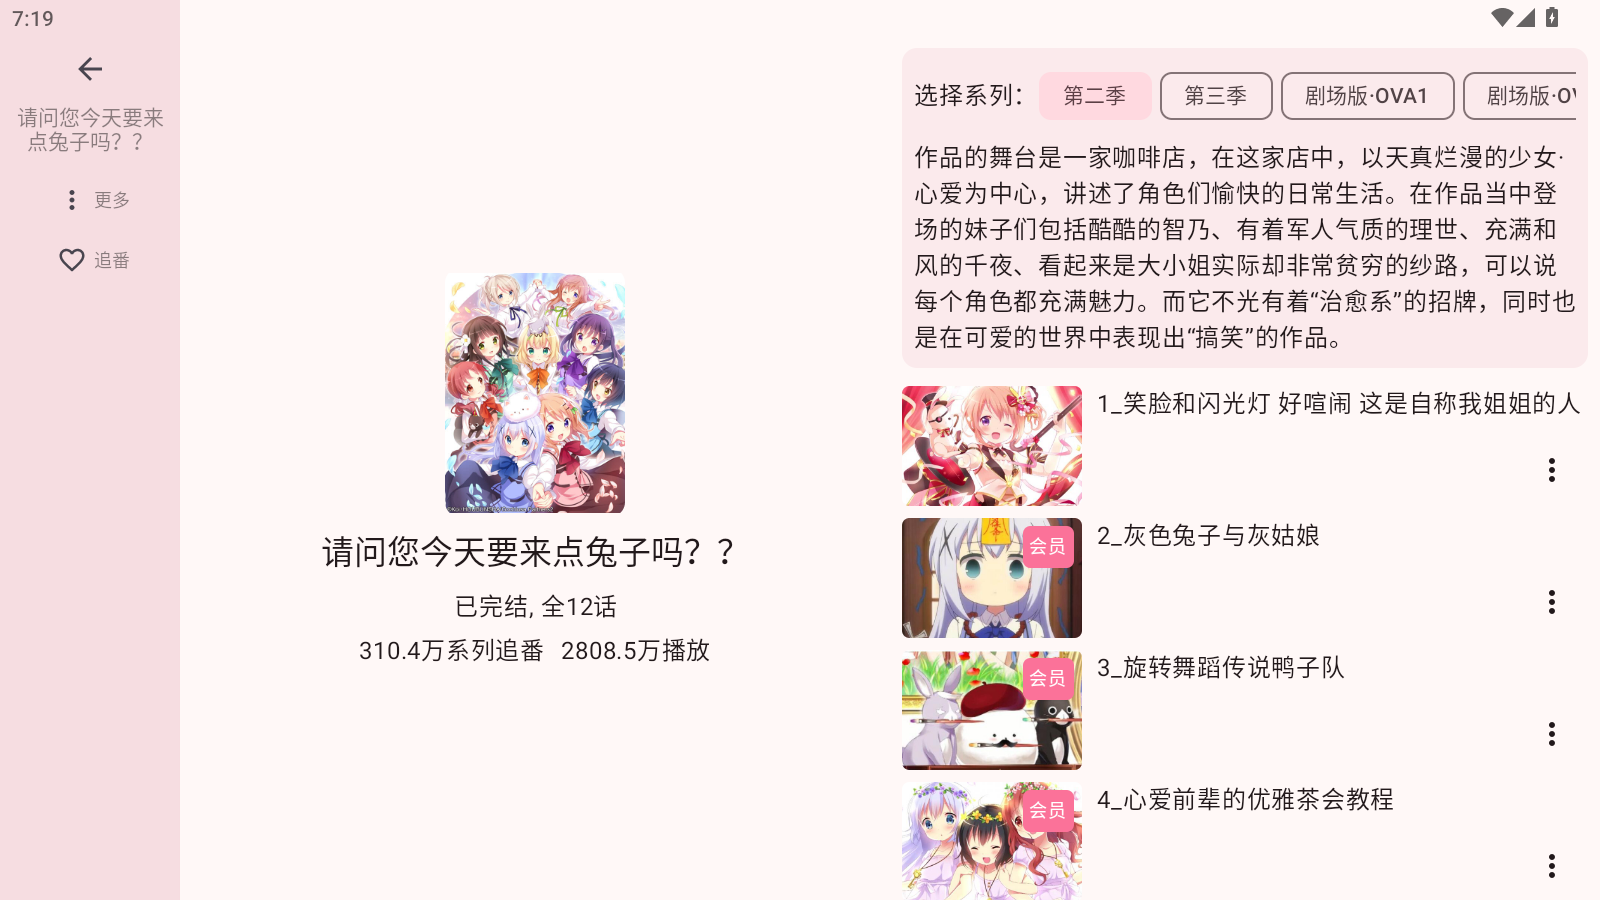 7:19
请问您今天要来
点兔子吗？？
更多
追番
请问您今天要来点兔子吗？？
已完结, 全12话
310.4万系列追番 2808.5万播放
选择系列：
第二季
第三季
剧场版·OVA1
剧场版·OV
作品的舞台是一家咖啡店，在这家店中，以天真烂漫的少女·
心爱为中心，讲述了角色们愉快的日常生活。在作品当中登
场的妹子们包括酷酷的智乃、有着军人气质的理世、充满和
风的千夜、看起来是大小姐实际却非常贫穷的纱路，可以说
每个角色都充满魅力。而它不光有着“治愈系”的招牌，同时也
是在可爱的世界中表现出“搞笑”的作品。
1_笑脸和闪光灯 好喧闹 这是自称我姐姐的人
会员
2_灰色兔子与灰姑娘
会员
3_旋转舞蹈传说鸭子队
会员
4_心爱前辈的优雅茶会教程